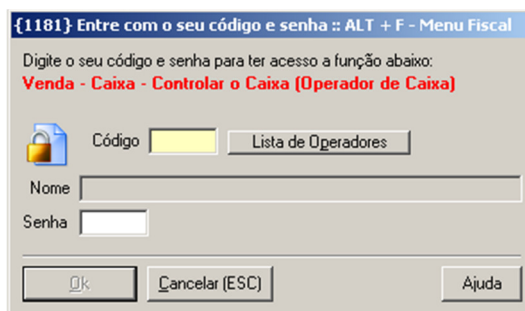 {1181} Entre com o seu código e senha :: ALT + F - Menu Fiscal
Digite o seu código e senha para ter acesso a função abaixo:
Venda - Caixa - Controlar o Caixa (Operador de Caixa)
Código Lista de Operadores
Nome
Senha
Ok Cancelar (ESC) Ajuda